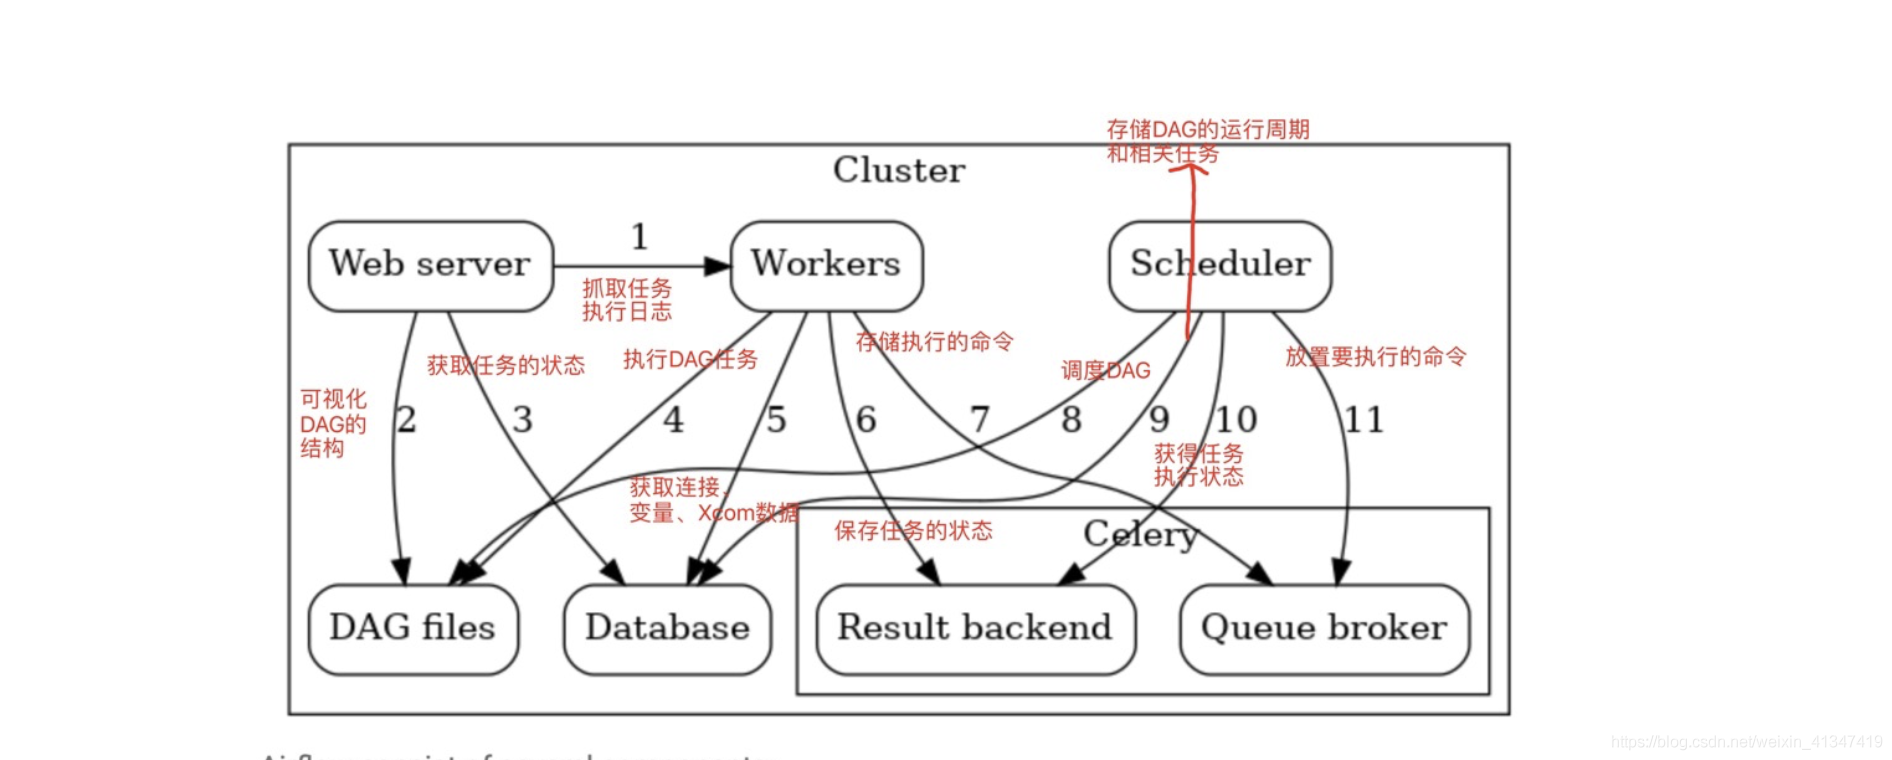 存储DAG的运行周期
和相关任务
Cluster
Web server
1
Workers
Scheduler
抓取任务
执行日志
获取任务的状态
执行DAG任务
存储执行的命令
调度DAG
放置要执行的命令
可视化
DAG的
结构
2
3
4
5
6
7
8
9
10
11
获得任务
执行状态
获取连接、
变量、Xcom数据
保存任务的状态
Celery
DAG files
Database
Result backend
Queue broker
https://blog.csdn.net/weixin_41347419